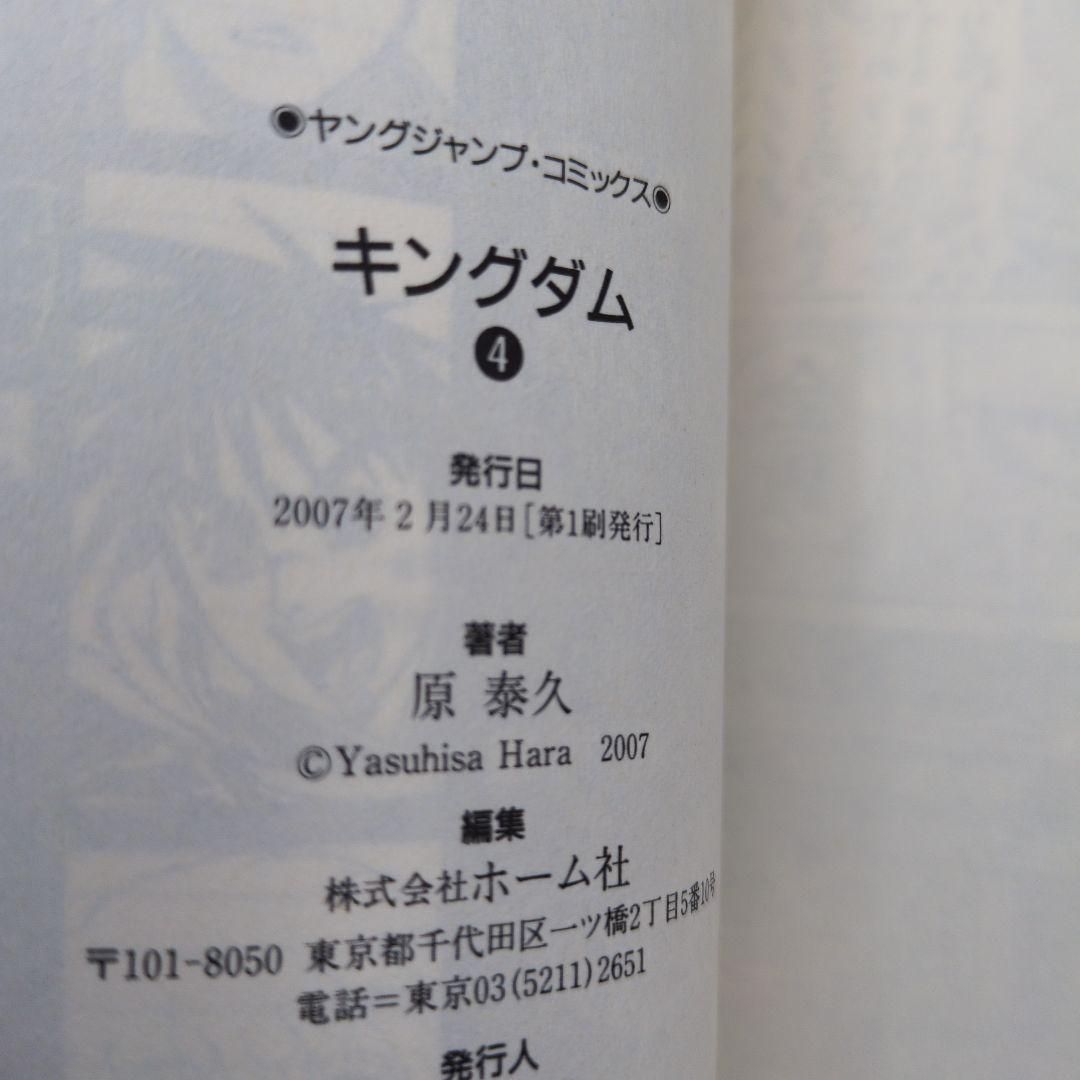 ◉ヤングジャンプ・コミックス◉
キングダム
❹
発行日
2007年2月24日[第1刷発行]
著者
原 泰久
©Yasuhisa Hara 2007
編集
株式会社ホーム社
〒101-8050 東京都千代田区一ツ橋2丁目5番10号
電話=東京03(5211)2651
発行人